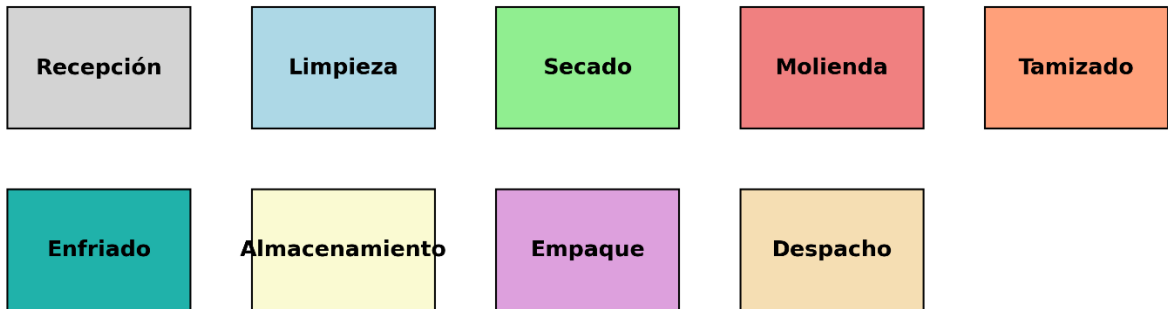 Recepción
Limpieza
Secado
Molienda
Tamizado
Enfriado
Almacenamiento
Empaque
Despacho